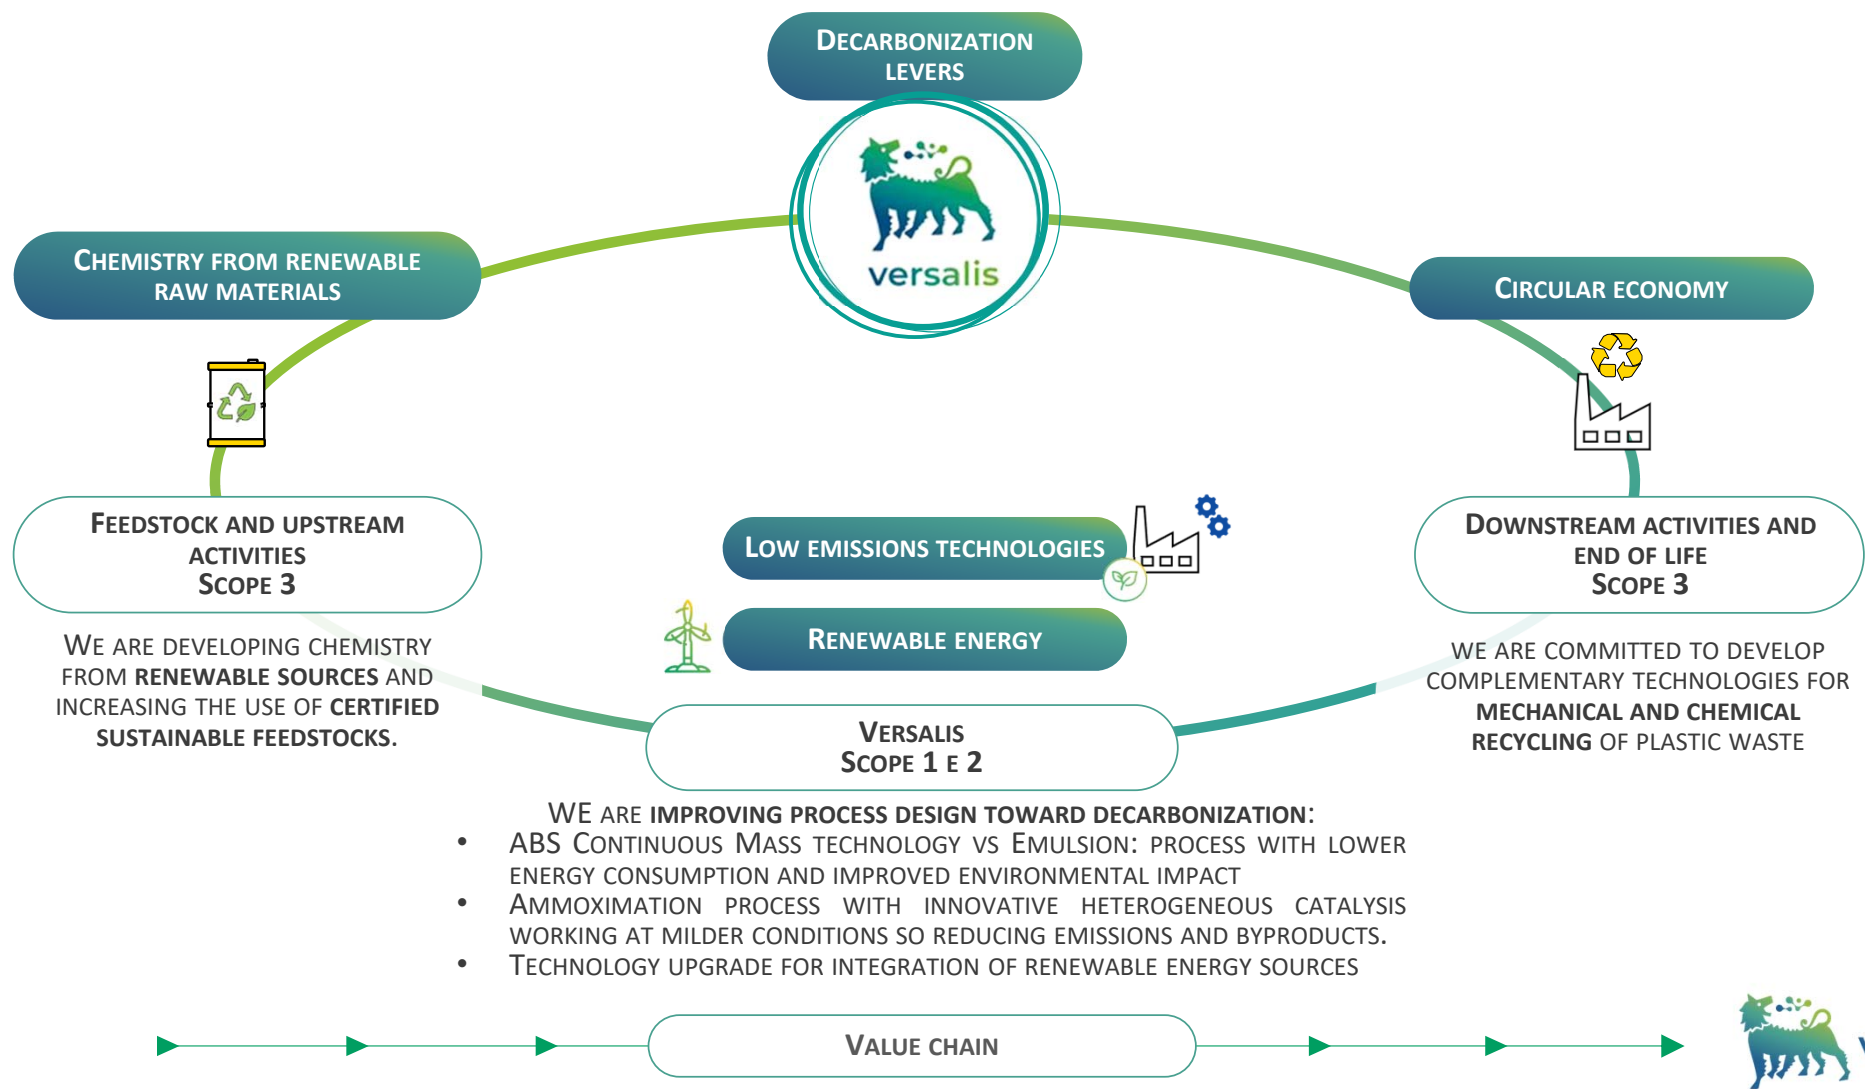 DECARBONIZATION
LEVERS
versalis
CHEMISTRY FROM RENEWABLE
RAW MATERIALS
CIRCULAR ECONOMY
FEEDSTOCK AND UPSTREAM
ACTIVITIES
SCOPE 3
WE ARE DEVELOPING CHEMISTRY
FROM RENEWABLE SOURCES AND
INCREASING THE USE OF CERTIFIED
SUSTAINABLE FEEDSTOCKS.
LOW EMISSIONS TECHNOLOGIES
RENEWABLE ENERGY
DOWNSTREAM ACTIVITIES AND
END OF LIFE
SCOPE 3
WE ARE COMMITTED TO DEVELOP
COMPLEMENTARY TECHNOLOGIES FOR
MECHANICAL AND CHEMICAL
RECYCLING OF PLASTIC WASTE
VERSALIS
SCOPE 1 E 2
WE ARE IMPROVING PROCESS DESIGN TOWARD DECARBONIZATION:
• ABS CONTINUOUS MASS TECHNOLOGY VS EMULSION: PROCESS WITH LOWER
ENERGY CONSUMPTION AND IMPROVED ENVIRONMENTAL IMPACT
• AMMOXIMATION PROCESS WITH INNOVATIVE HETEROGENEOUS CATALYSIS
WORKING AT MILDER CONDITIONS SO REDUCING EMISSIONS AND BYPRODUCTS.
• TECHNOLOGY UPGRADE FOR INTEGRATION OF RENEWABLE ENERGY SOURCES
VALUE CHAIN